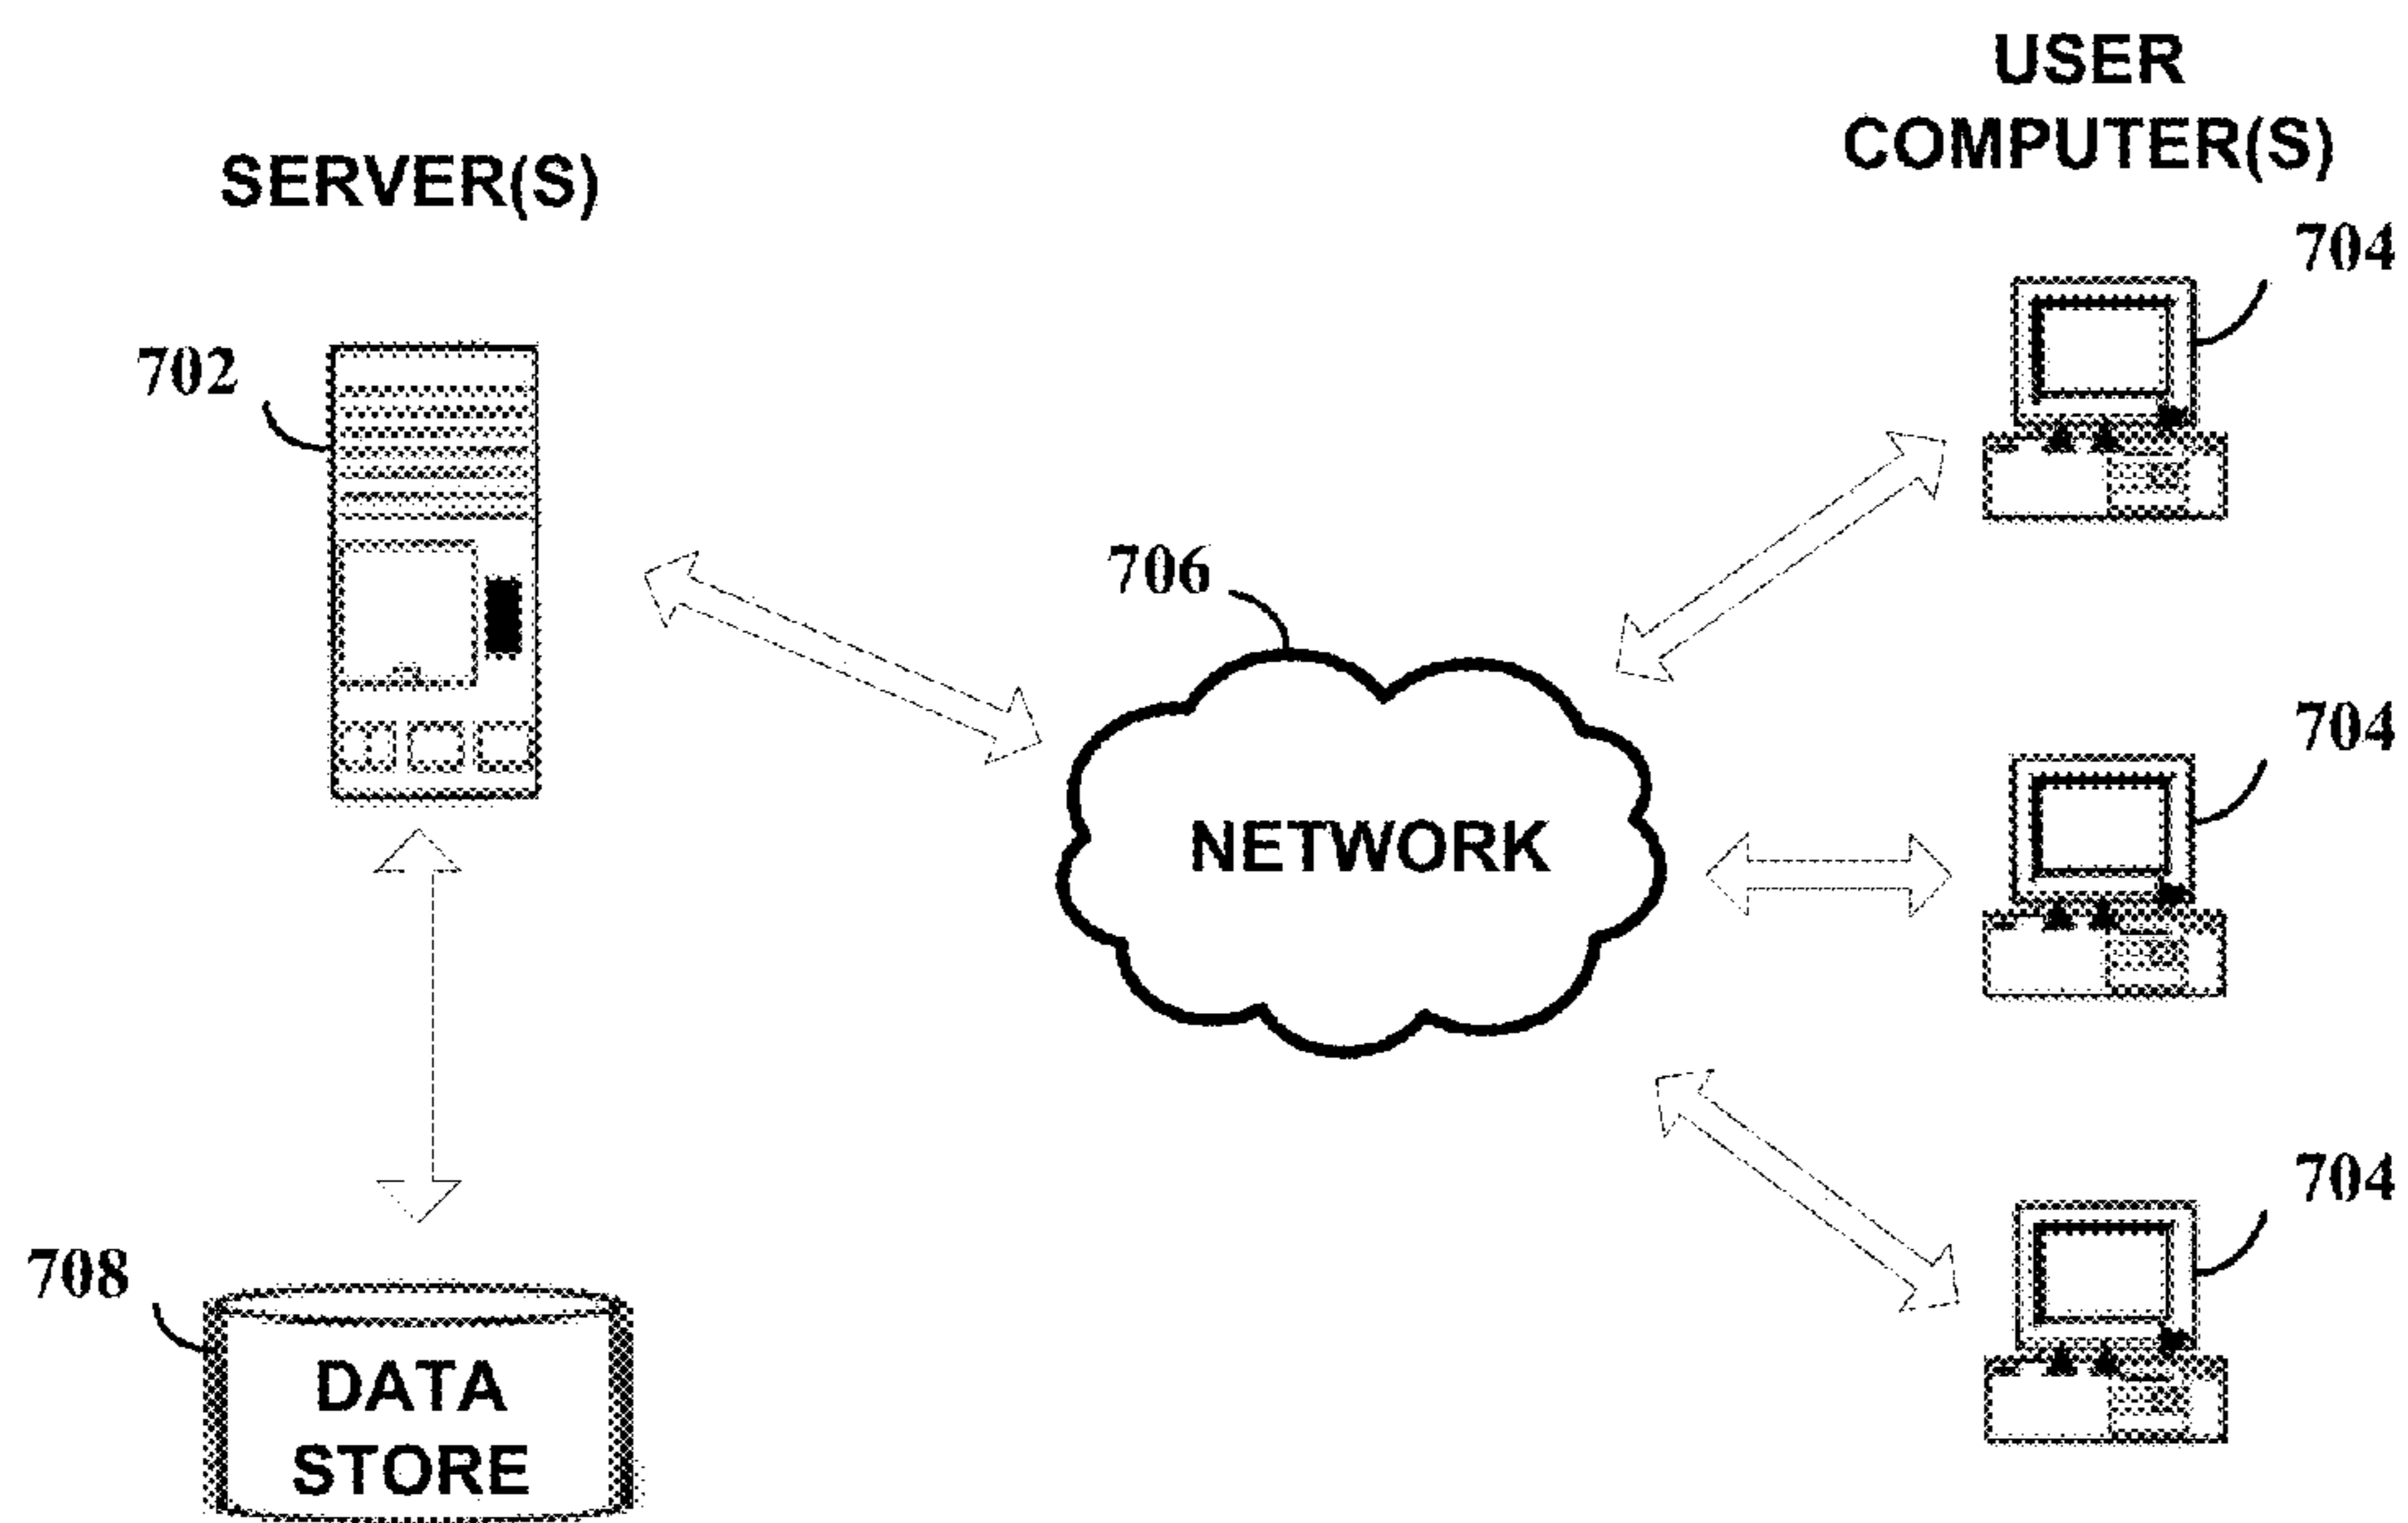 USER
COMPUTER(S)
SERVER(S)
704
702
706
704
NETWORK
704
708
DATA
STORE